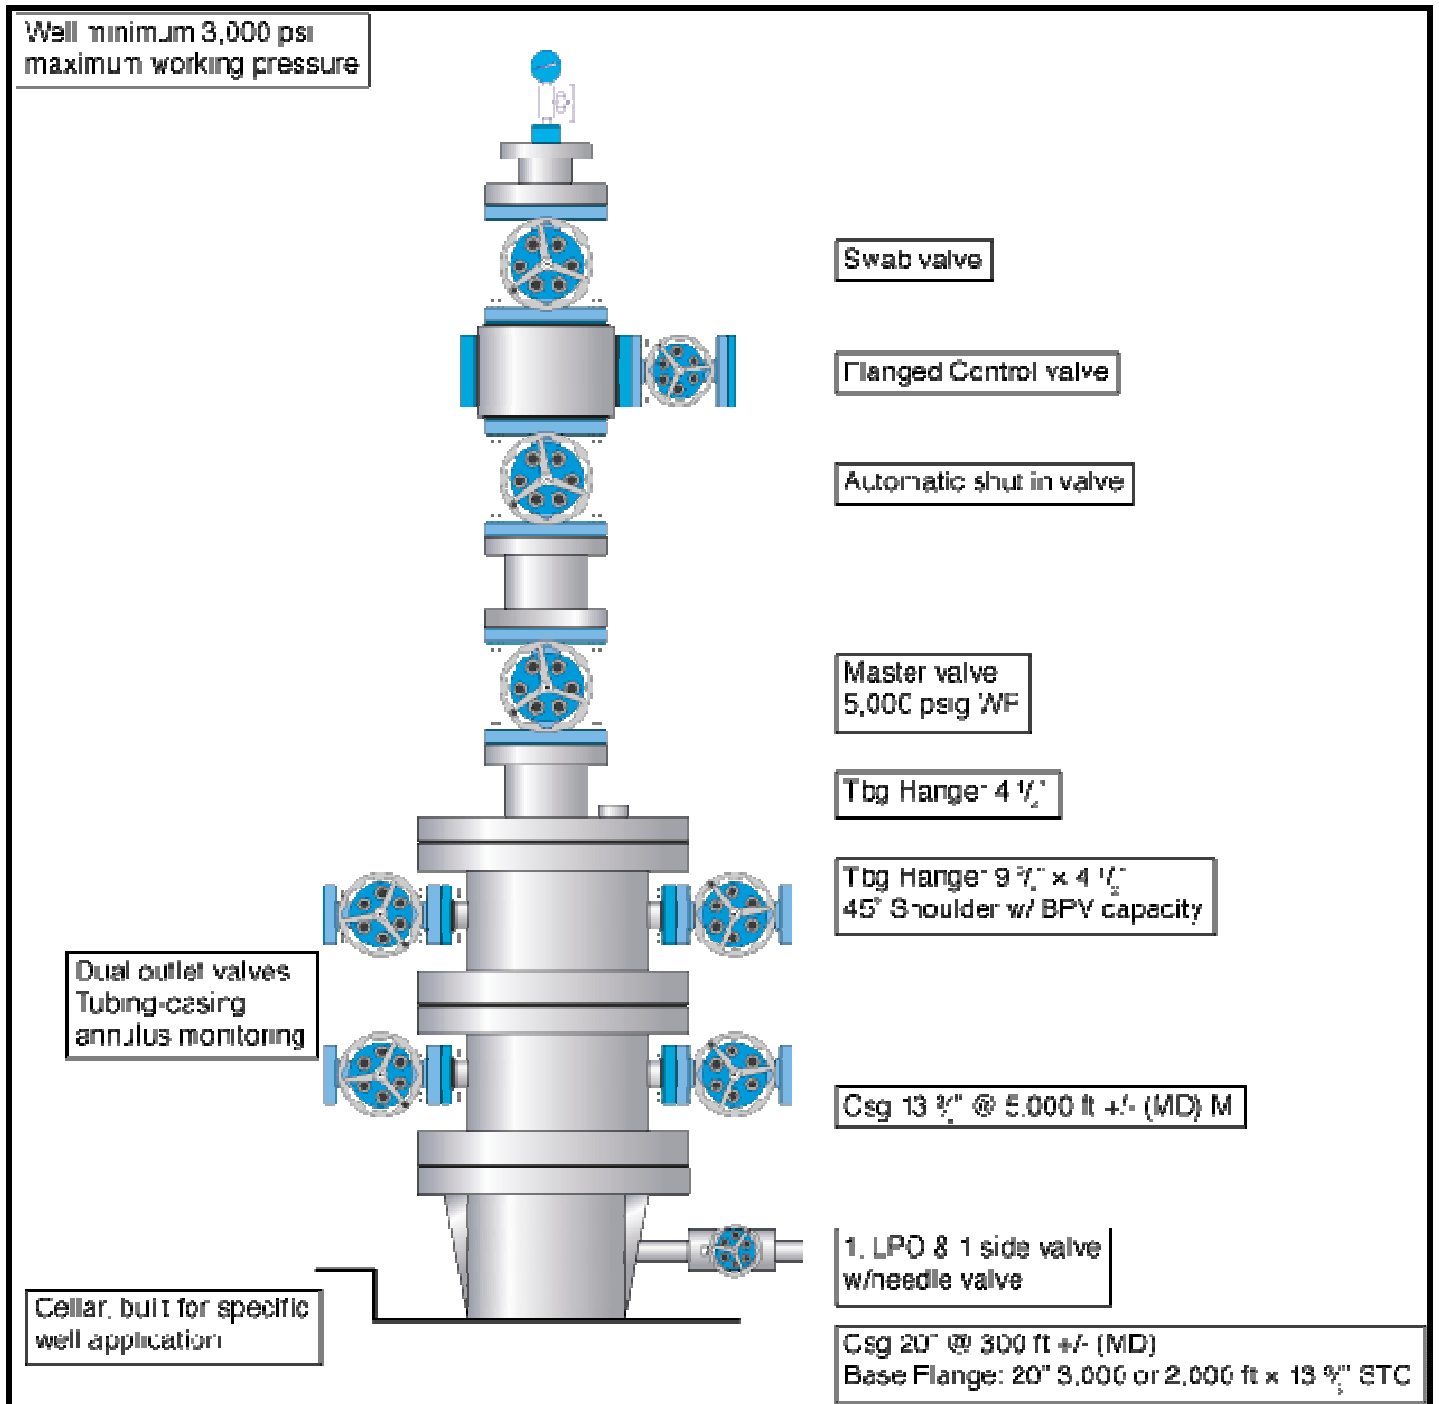 Well minimum 3,000 psi
maximum working pressure
Swab valve
Flanged Control valve
Automatic shut in valve
Master valve
5,000 psig WP
Tbg Hanger 4 1/2"
Tbg Hanger 9 5/8" × 4 1/2"
45° Shoulder w/ BPV capacity
Dual outlet valves
Tubing-casing
annulus monitoring
Csg 13 @ 5,000 ft +/- (MD) M
1, LPO & 1 side valve
w/needle valve
Cellar, built for specific
well application
Csg 20" @ 300 ft +/- (MD)
Base Flange: 20" 3,000 or 2,000 ft × 13 STC